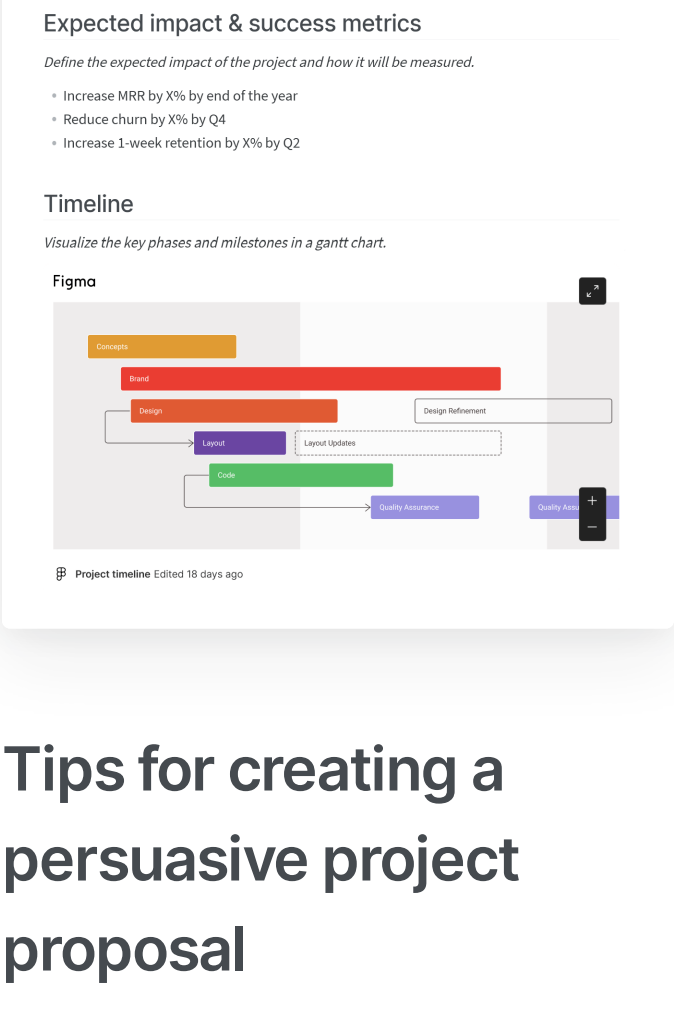 Expected impact & success metrics
Define the expected impact of the project and how it will be measured.
Increase MRR by X% by end of the year
Reduce churn by X% by Q4
Increase 1-week retention by X% by Q2
Timeline
Visualize the key phases and milestones in a gantt chart.
Figma
Concepts
Brand
Design
Design Refinement
Layout
Layout Updates
Code
Quality Assurance
Quality Assu
Project timeline Edited 18 days ago
Tips for creating a
persuasive project
proposal